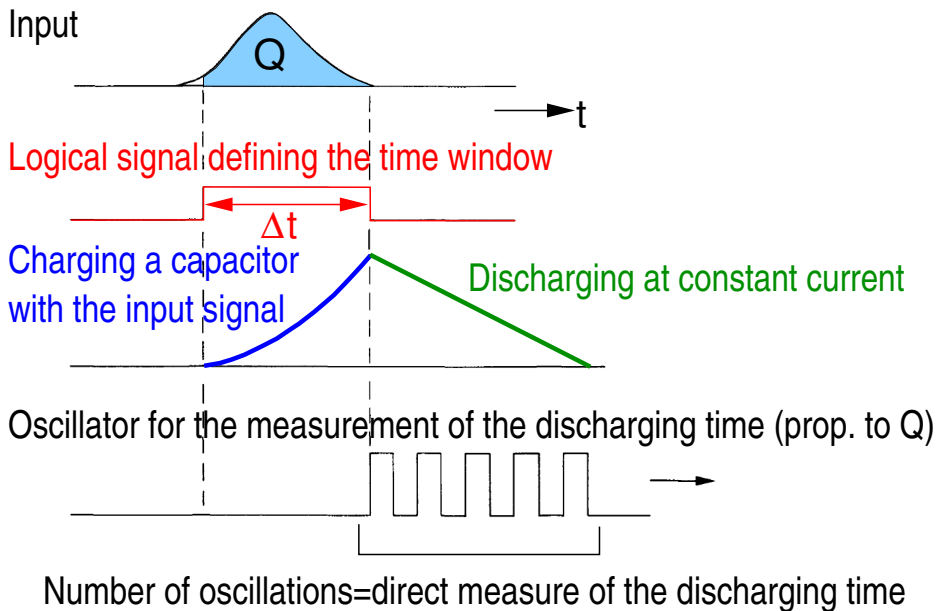 Input
Q
t
Logical signal defining the time window
Δt
Charging a capacitor
with the input signal
Discharging at constant current
Oscillator for the measurement of the discharging time (prop. to Q)
Number of oscillations=direct measure of the discharging time